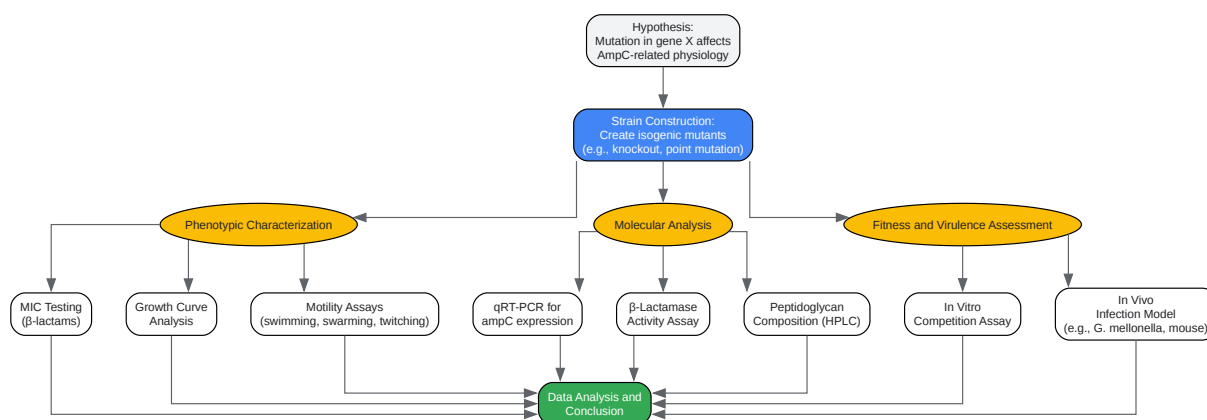 Hypothesis:
Mutation in gene X affects
AmpC-related physiology
Strain Construction:
Create isogenic mutants
(e.g., knockout, point mutation)
Phenotypic Characterization
Molecular Analysis
Fitness and Virulence Assessment
MIC Testing
(β-lactams)
Growth Curve
Analysis
Motility Assays
(swimming, swarming, twitching)
qRT-PCR for
ampC expression
β-Lactamase
Activity Assay
Peptidoglycan
Composition (HPLC)
In Vitro
Competition Assay
In Vivo
Infection Model
(e.g., G. mellonella, mouse)
Data Analysis and
Conclusion